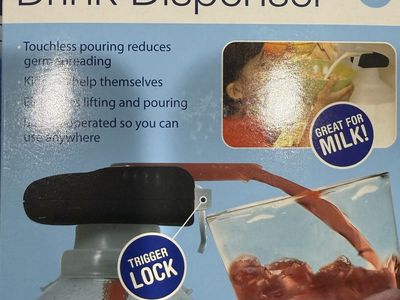 Drink Dispenser
· Touchless pouring reduces
germ spreading
· Ki help themselves
· E lifting and pouring
· operated so you can
use anywhere
GREAT FOR
MILK!
TRIGGER
LOCK